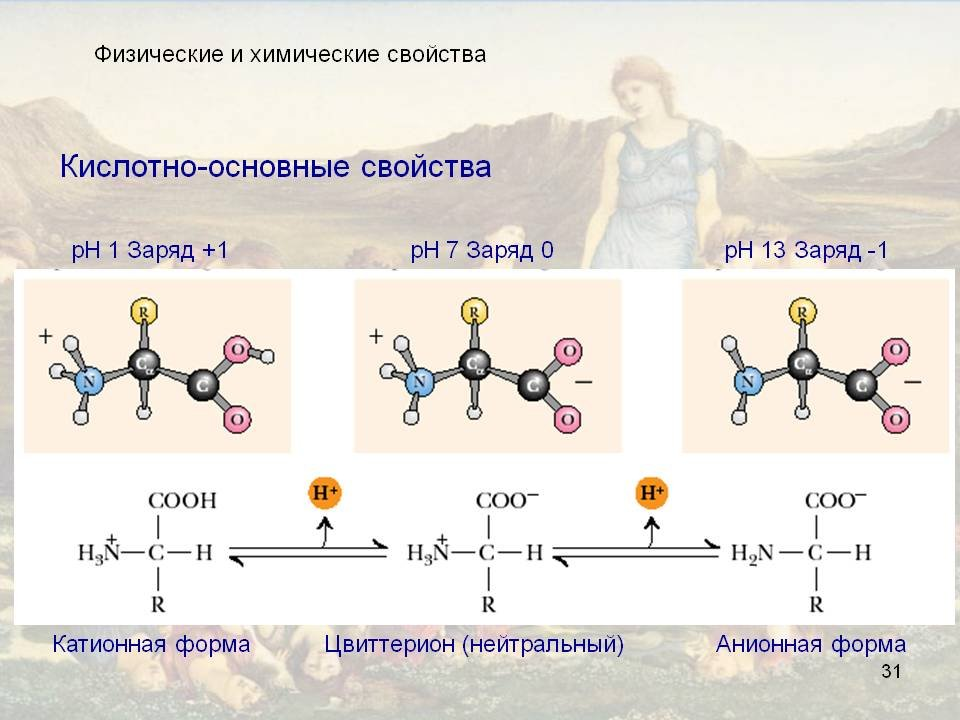 Физические и химические свойства
Кислотно-основные свойства
pH 1 Заряд +1 pH 7 Заряд 0 pH 13 Заряд -1
R R R
+ O + O O
N Cα C N Cα C − N Cα C −
O O O
COOH H⁺ COO⁻ H⁺ COO⁻
H₃N⁺—C—H H₃N⁺—C—H H₂N—C—H
R R R
Катионная форма Цвиттерион (нейтральный) Анионная форма
31